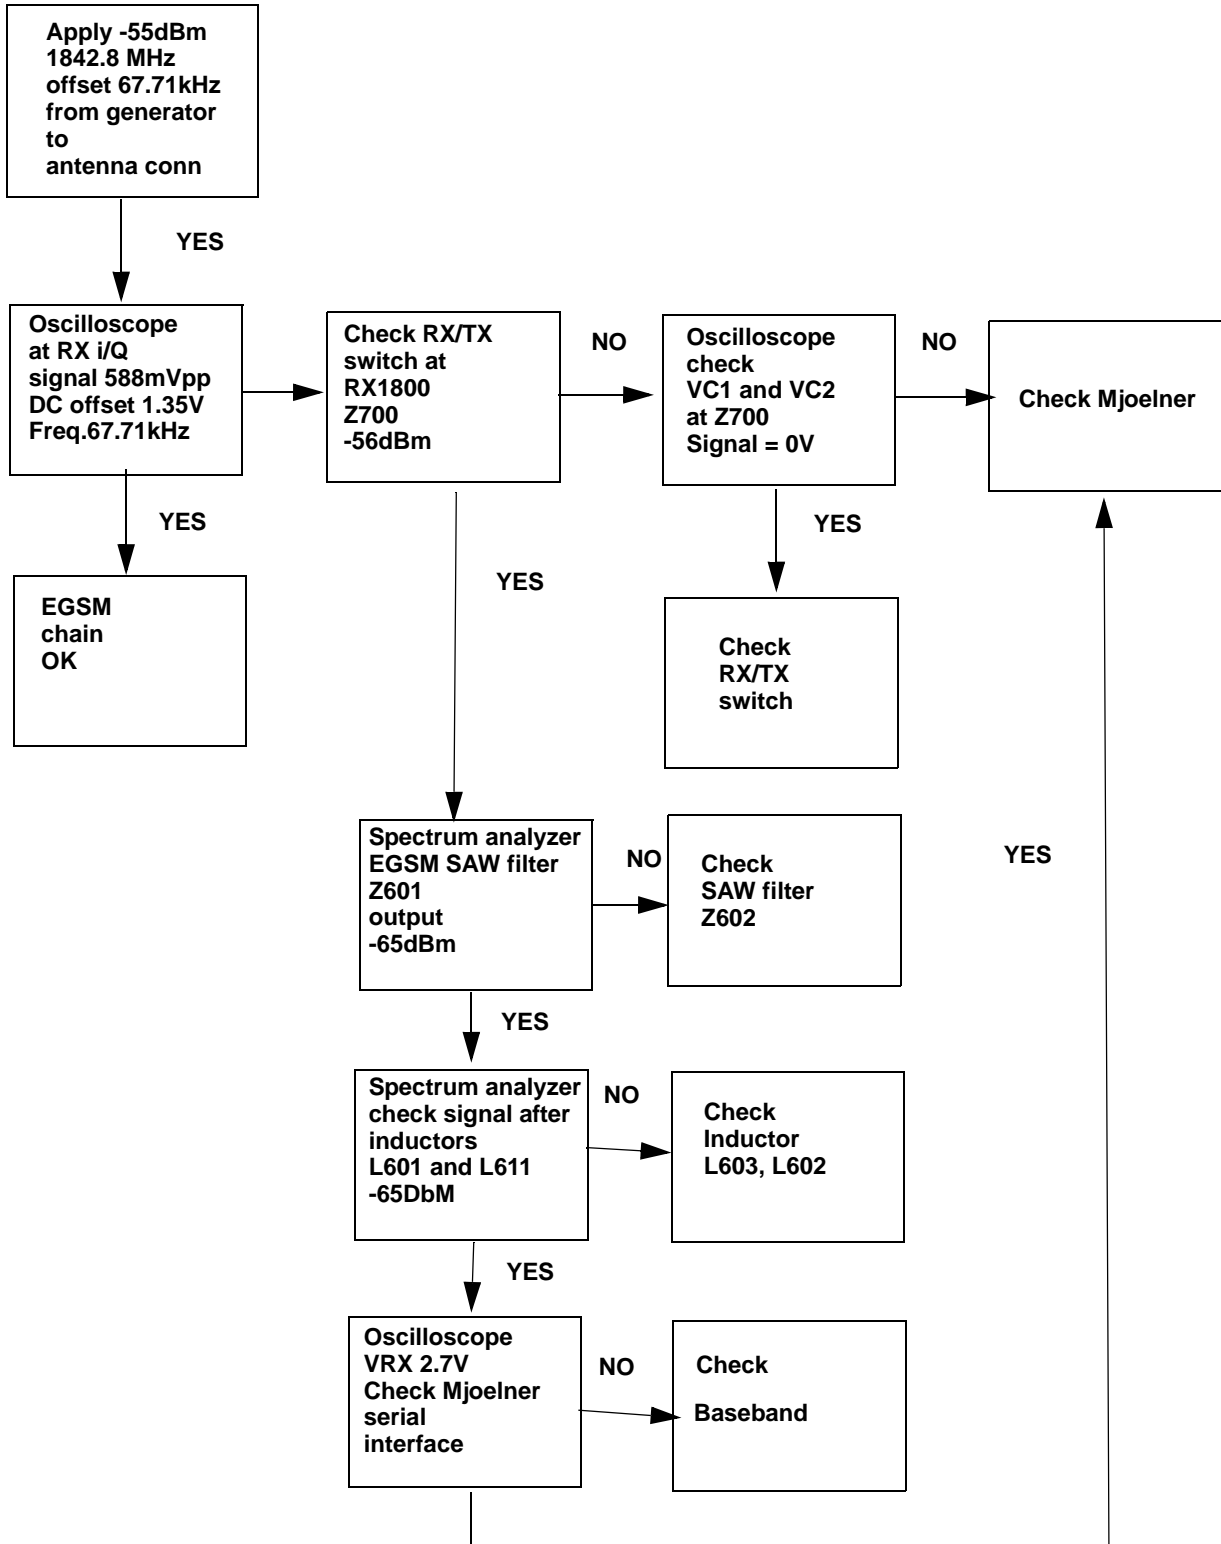 Apply -55dBm
1842.8 MHz
offset 67.71kHz
from generator
to
antenna conn
YES
Oscilloscope
at RX i/Q
signal 588mVpp
DC offset 1.35V
Freq.67.71kHz
Check RX/TX
switch at
RX1800
Z700
-56dBm
NO
Oscilloscope
check
VC1 and VC2
at Z700
Signal = 0V
NO
Check Mjoelner
YES
YES
YES
EGSM
chain
OK
Check
RX/TX
switch
Spectrum analyzer
EGSM SAW filter
Z601
output
-65dBm
NO
Check
SAW filter
Z602
YES
YES
Spectrum analyzer
check signal after
inductors
L601 and L611
-65DbM
NO
Check
Inductor
L603, L602
YES
Oscilloscope
VRX 2.7V
Check Mjoelner
serial
interface
NO
Check
Baseband